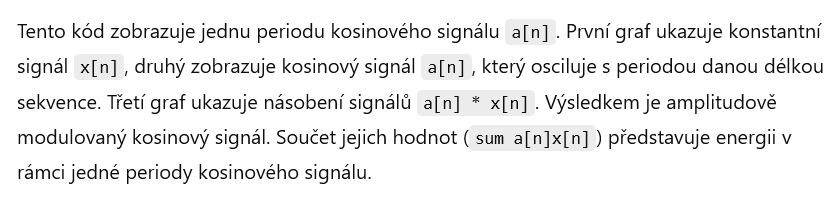 Tento kód zobrazuje jednu periodu kosinového signálu a[n]. První graf ukazuje konstantní
signál x[n], druhý zobrazuje kosinový signál a[n], který osciluje s periodou danou délkou
sekvence. Třetí graf ukazuje násobení signálů a[n] * x[n]. Výsledkem je amplitudově
modulovaný kosinový signál. Součet jejich hodnot (sum a[n]x[n]) představuje energii v
rámci jedné periody kosinového signálu.